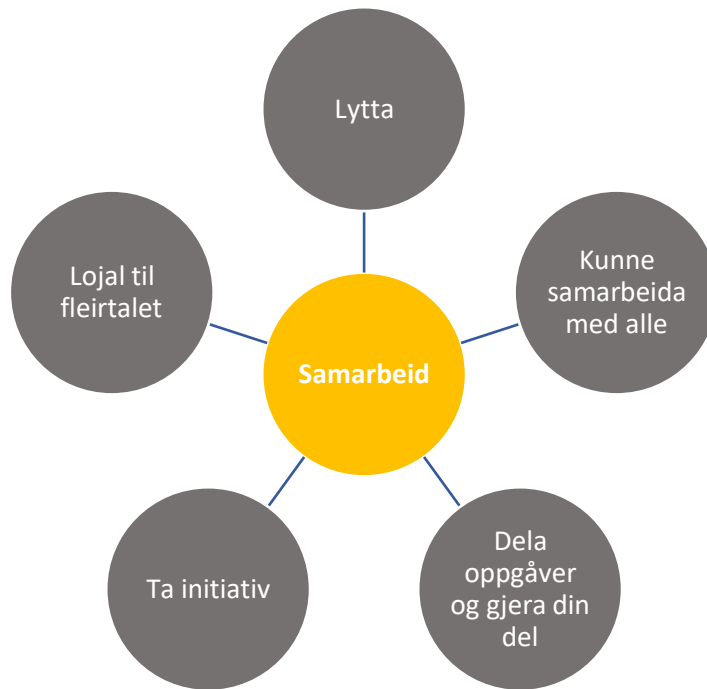 Lytta
Kunne
samarbeida
med alle
Lojal til
fleirtalet
Samarbeid
Dela
oppgåver
og gjera din
del
Ta initiativ